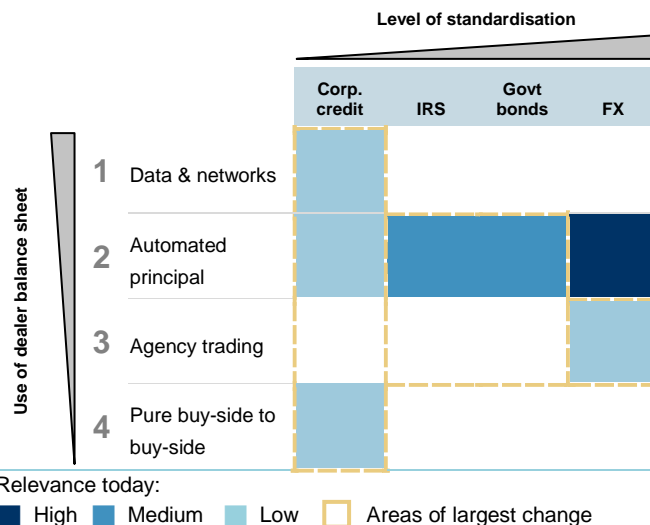 Level of standardisation
Corp. credit
IRS
Govt bonds
FX
Use of dealer balance sheet
1 Data & networks
2 Automated principal
3 Agency trading
4 Pure buy-side to buy-side
Relevance today:
High Medium Low Areas of largest change